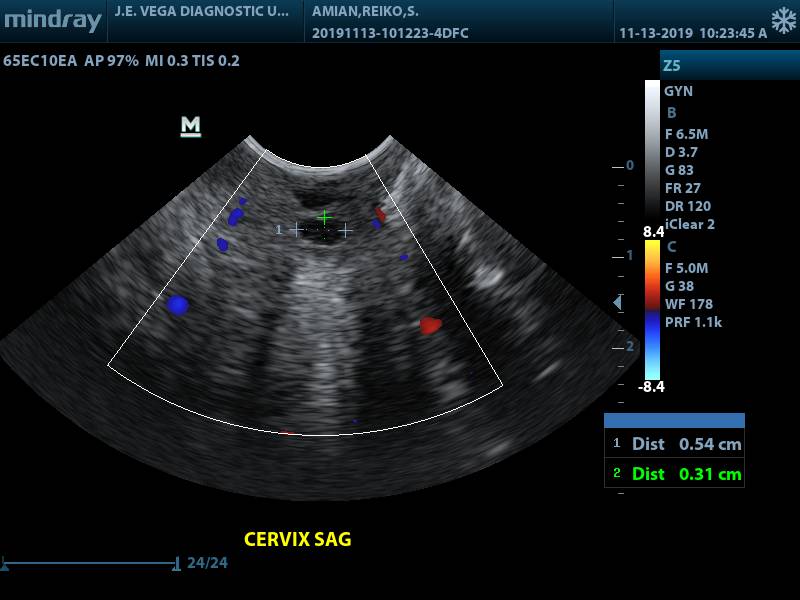 mindray
J.E. VEGA DIAGNOSTIC U...
AMIAN,REIKO,S.
20191113-101223-4DFC
11-13-2019 10:23:45 A
65EC10EA AP 97% MI 0.3 TIS 0.2
Z5
M
GYN
B
F 6.5M
D 3.7
G 83
FR 27
DR 120
iClear 2
8.4
C
F 5.0M
G 38
WF 178
PRF 1.1k
-8.4
0
1
2
1
1 Dist 0.54 cm
2 Dist 0.31 cm
CERVIX SAG
24/24